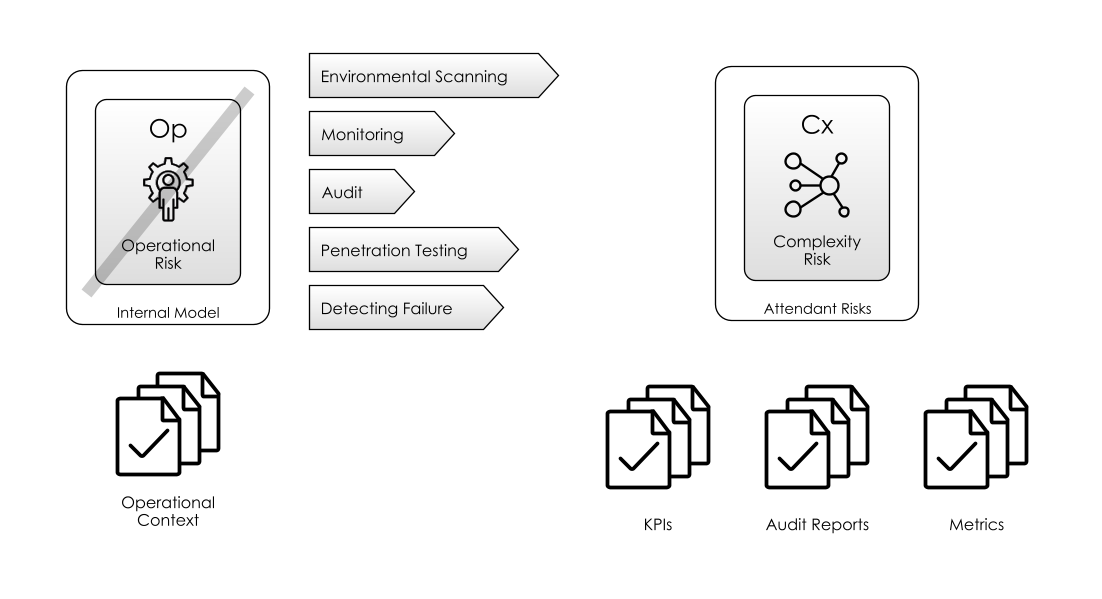 Op
Operational
Risk
Internal Model
Environmental Scanning
Monitoring
Audit
Penetration Testing
Detecting Failure
Cx
Complexity
Risk
Attendant Risks
Operational
Context
KPIs
Audit Reports
Metrics